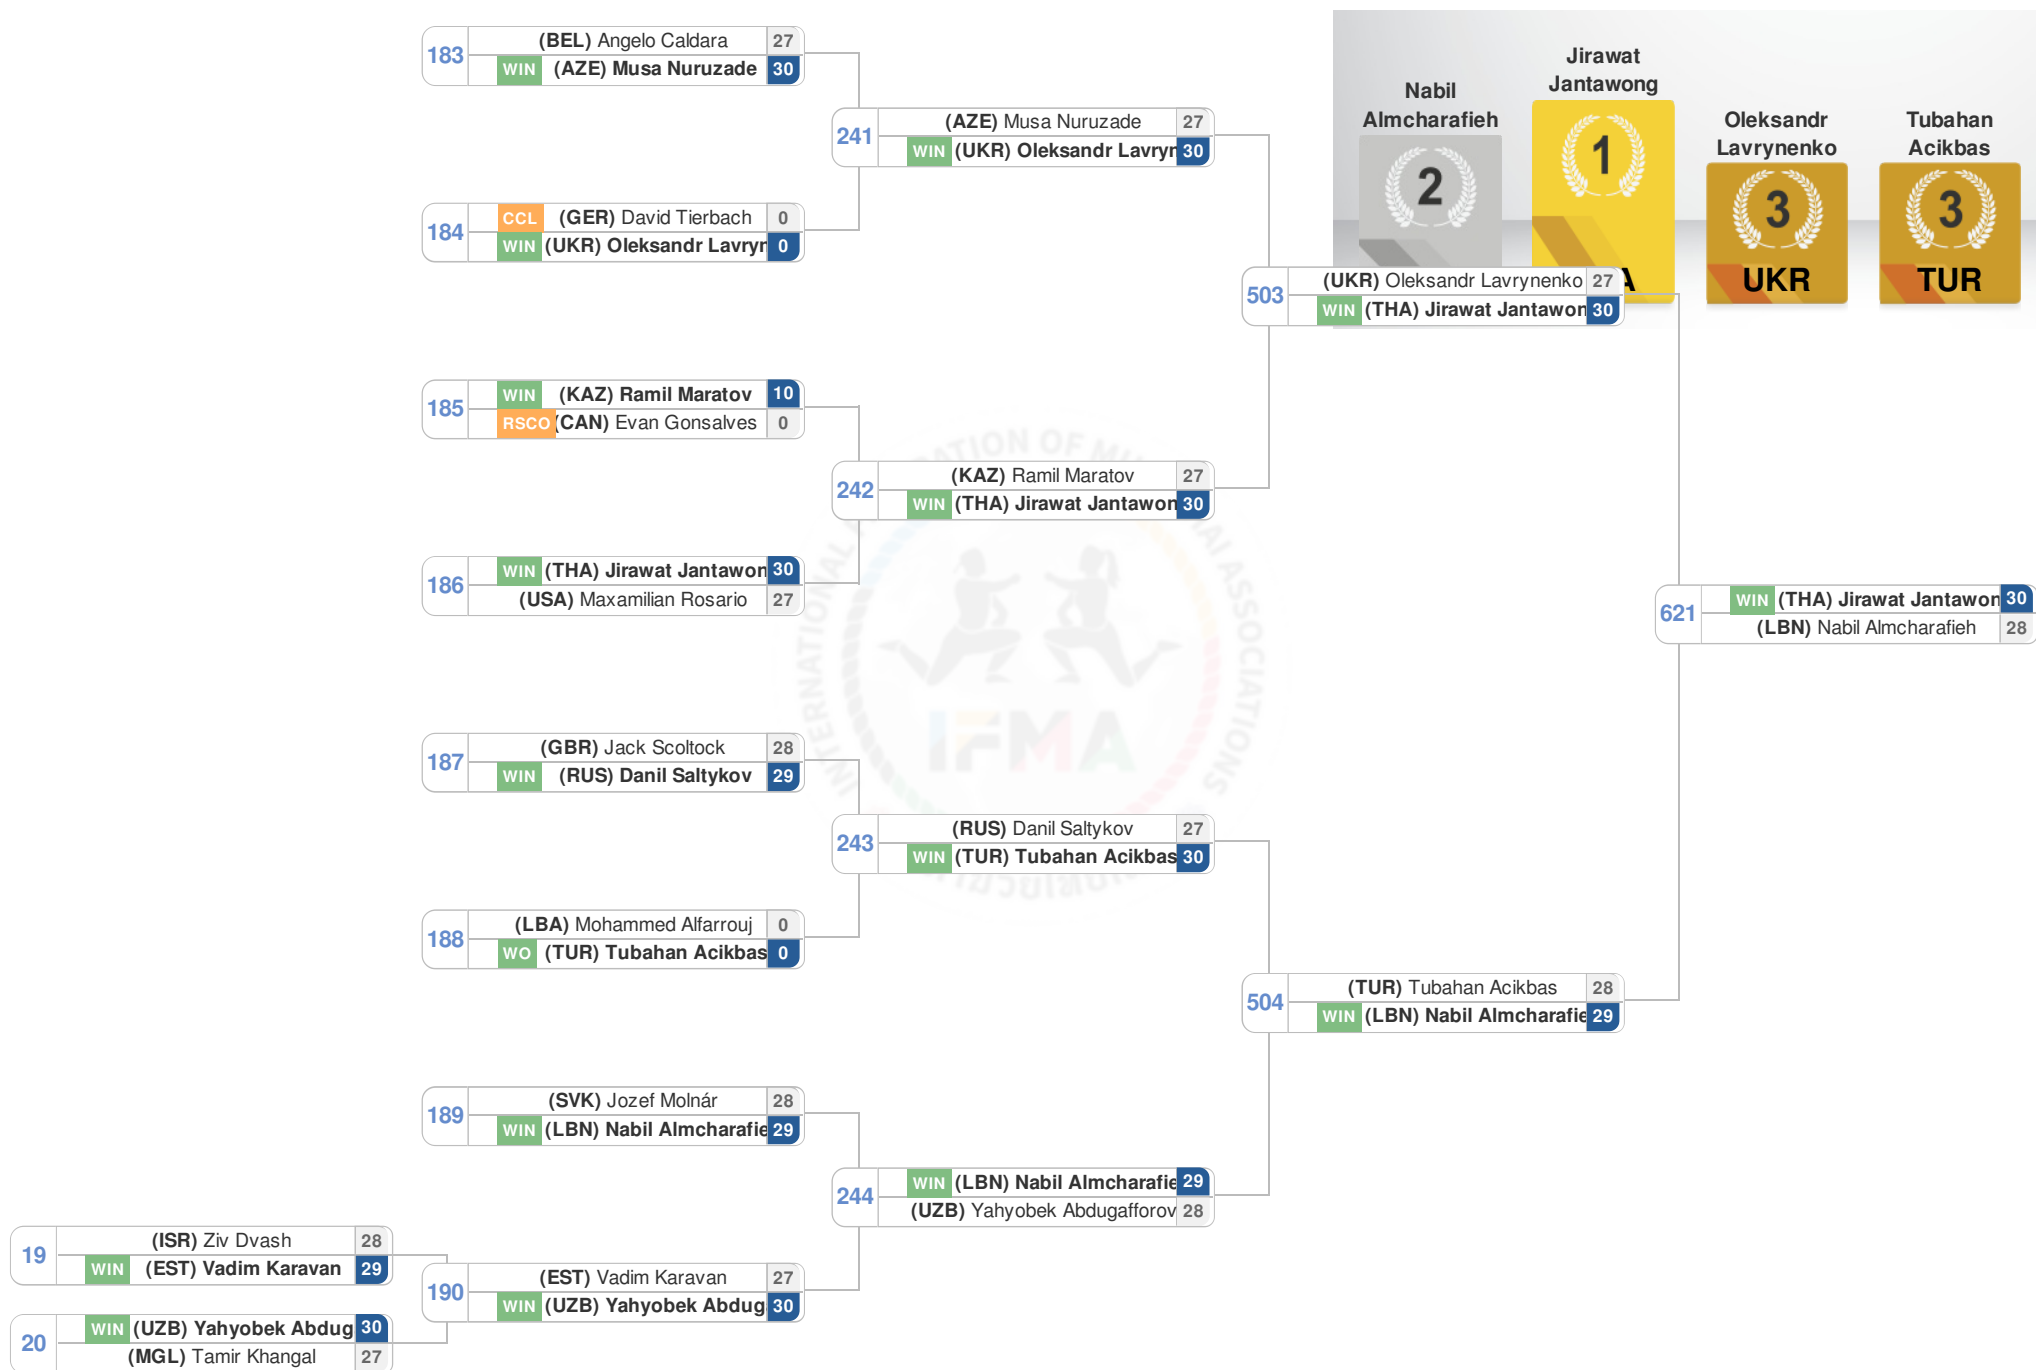 183
(BEL) Angelo Caldara 27
WIN (AZE) Musa Nuruzade 30
184
CCL (GER) David Tierbach 0
WIN (UKR) Oleksandr Lavryn 0
185
WIN (KAZ) Ramil Maratov 10
RSCO (CAN) Evan Gonsalves 0
186
WIN (THA) Jirawat Jantawon 30
(USA) Maxamilian Rosario 27
187
(GBR) Jack Scoltock 28
WIN (RUS) Danil Saltykov 29
188
(LBA) Mohammed Alfarrouj 0
WO (TUR) Tubahan Acikbas 0
189
(SVK) Jozef Molnár 28
WIN (LBN) Nabil Almcharafie 29
19
(ISR) Ziv Dvash 28
WIN (EST) Vadim Karavan 29
20
WIN (UZB) Yahyobek Abdug 30
(MGL) Tamir Khangal 27
190
(EST) Vadim Karavan 27
WIN (UZB) Yahyobek Abdug 30
241
(AZE) Musa Nuruzade 27
WIN (UKR) Oleksandr Lavryn 30
242
(KAZ) Ramil Maratov 27
WIN (THA) Jirawat Jantawon 30
243
(RUS) Danil Saltykov 27
WIN (TUR) Tubahan Acikbas 30
244
WIN (LBN) Nabil Almcharafie 29
(UZB) Yahyobek Abdugafforov 28
503
(UKR) Oleksandr Lavrynenko 27
WIN (THA) Jirawat Jantawon 30
504
(TUR) Tubahan Acikbas 28
WIN (LBN) Nabil Almcharafie 29
621
WIN (THA) Jirawat Jantawon 30
(LBN) Nabil Almcharafieh 28
Nabil
Almcharafieh
2
Jirawat
Jantawong
1
A
Oleksandr
Lavrynenko
3
UKR
Tubahan
Acikbas
3
TUR
IFMA